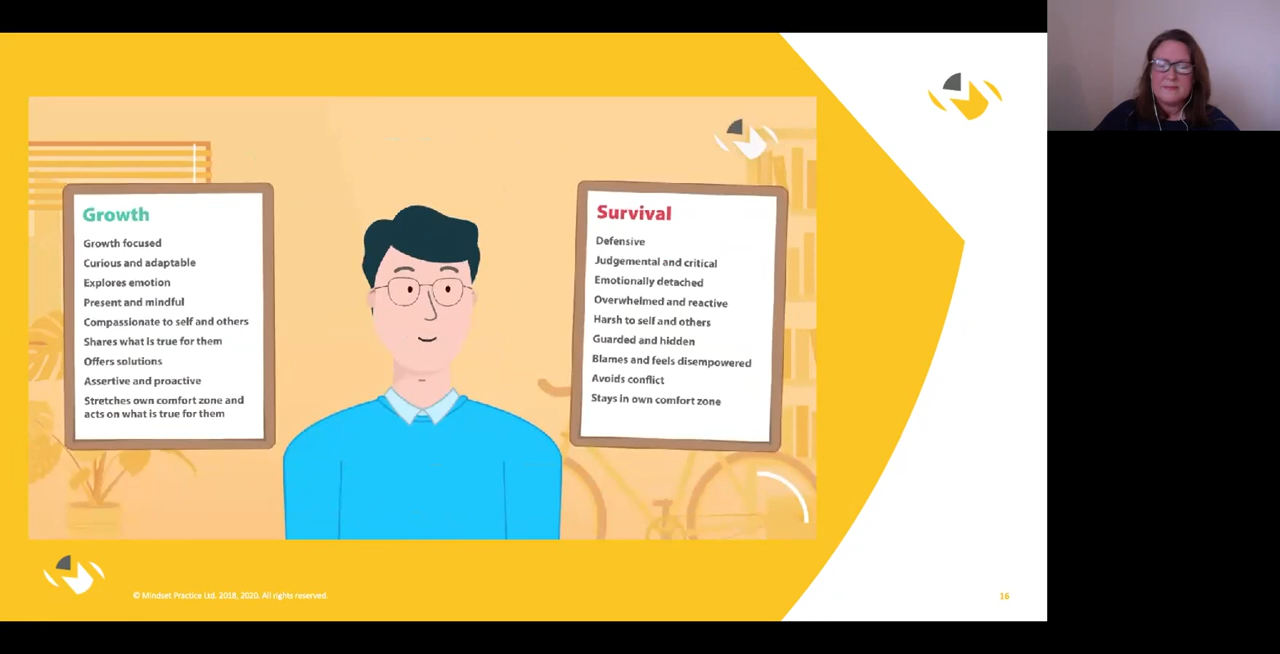 Growth
Growth focused
Curious and adaptable
Explores emotion
Present and mindful
Compassionate to self and others
Shares what is true for them
Offers solutions
Assertive and proactive
Stretches own comfort zone and
acts on what is true for them
Survival
Defensive
Judgemental and critical
Emotionally detached
Overwhelmed and reactive
Harsh to self and others
Guarded and hidden
Blames and feels disempowered
Avoids conflict
Stays in own comfort zone
© Mindset Practice Ltd. 2018, 2020. All rights reserved.
16